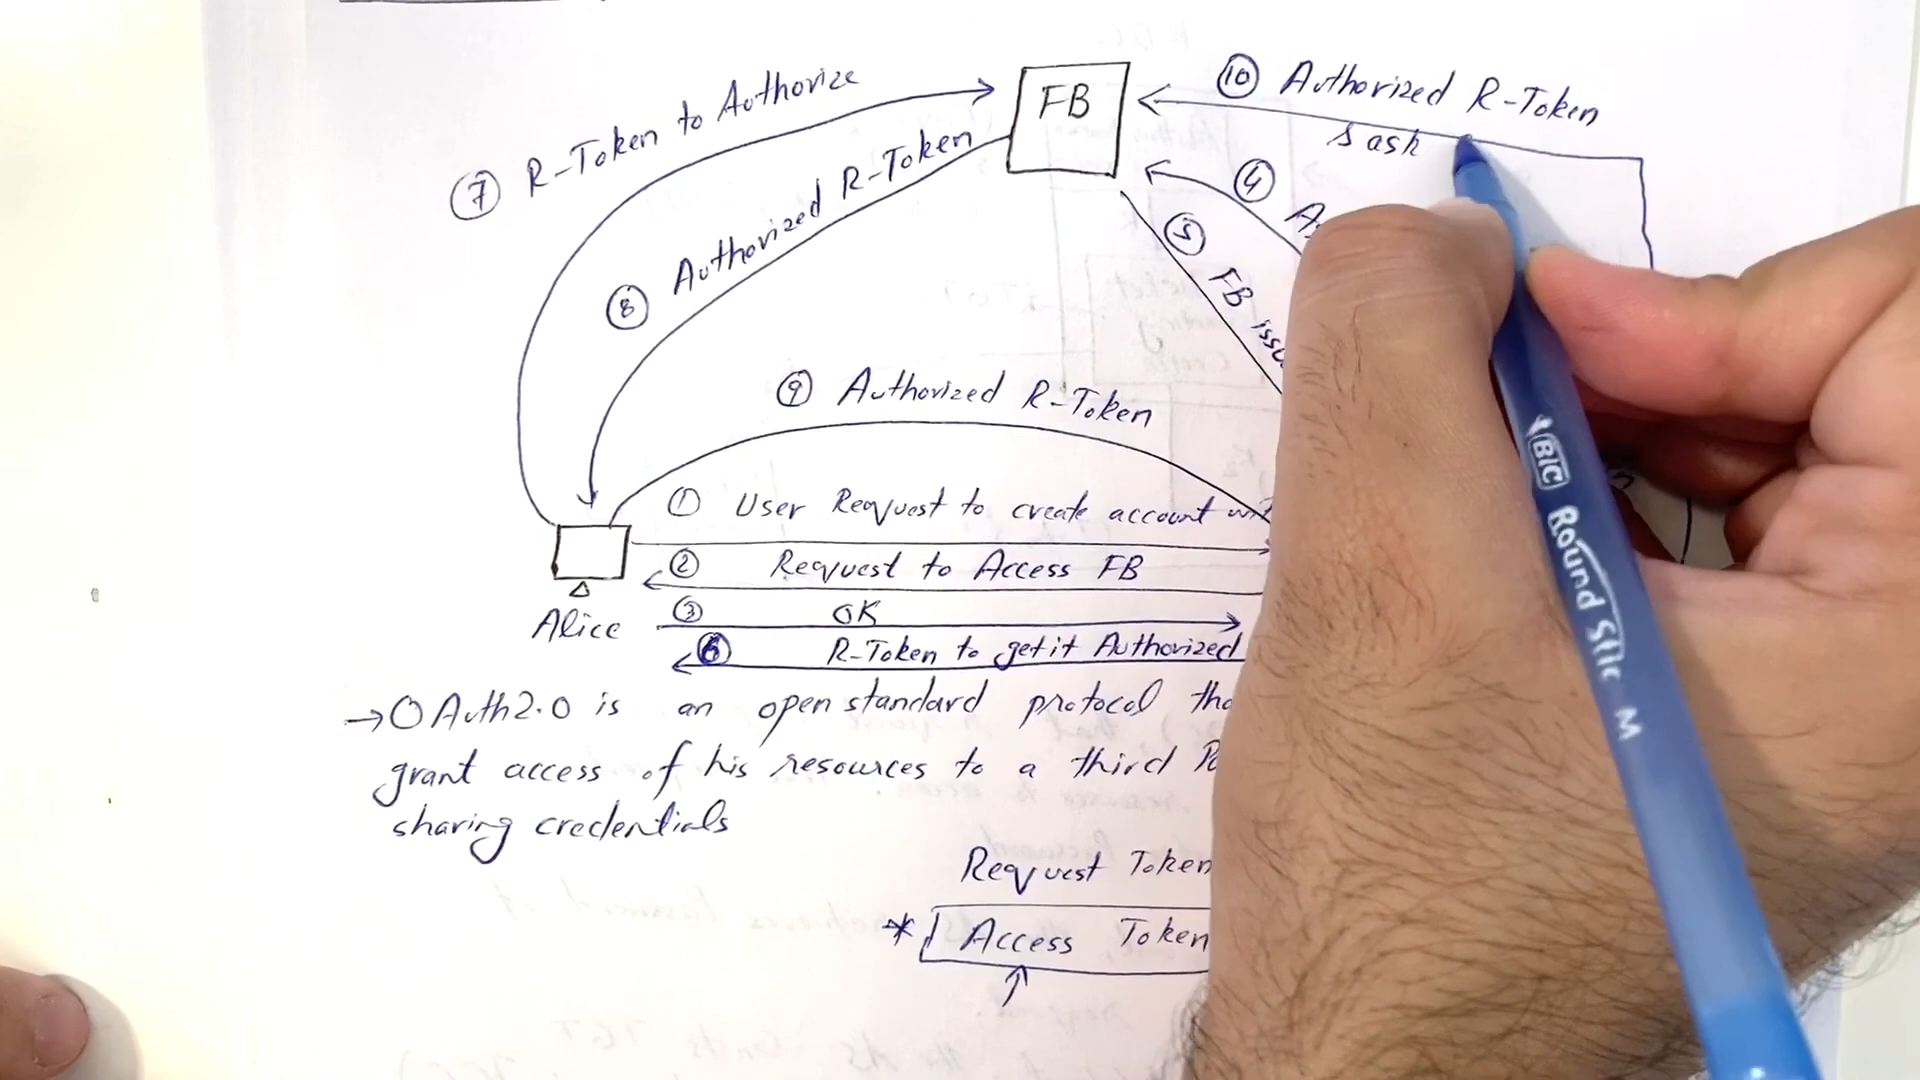 ⑩ Authorized R-Token
& ask
⑦ R-Token to Authorize
FB
④
⑧ Authorized R-Token
⑤ FB
⑨ Authorized R-Token
① User Request to create account
② Request to Access FB
③ OK
Alice
⑥ R-Token to get it Authorized
→ OAuth2.0 is an open standard protocol
grant access of his resources to a third
sharing credentials
Request Token
* Access Token
BIC Round Stic M